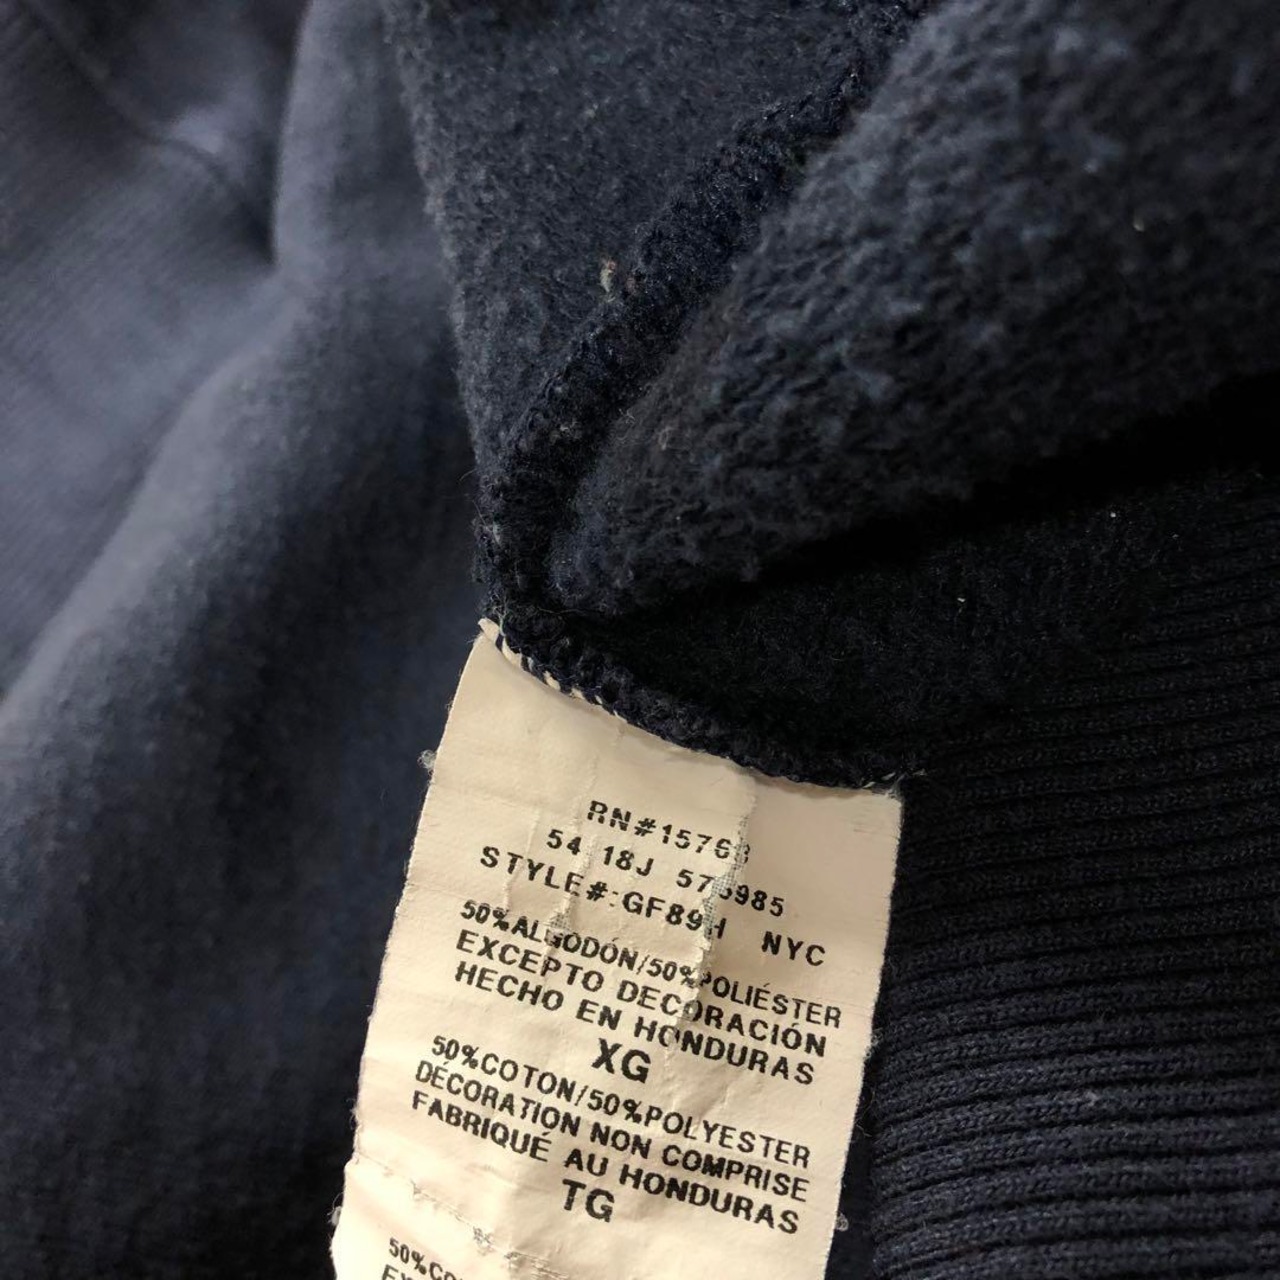 RN#15763
54 18J 575985
STYLE#:GF89H NYC
50%ALGODÓN/50%POLIÉSTER
EXCEPTO DECORACIÓN
HECHO EN HONDURAS
XG
50%COTON/50%POLYESTER
DÉCORATION NON COMPRISE
FABRIQUÉ AU HONDURAS
TG